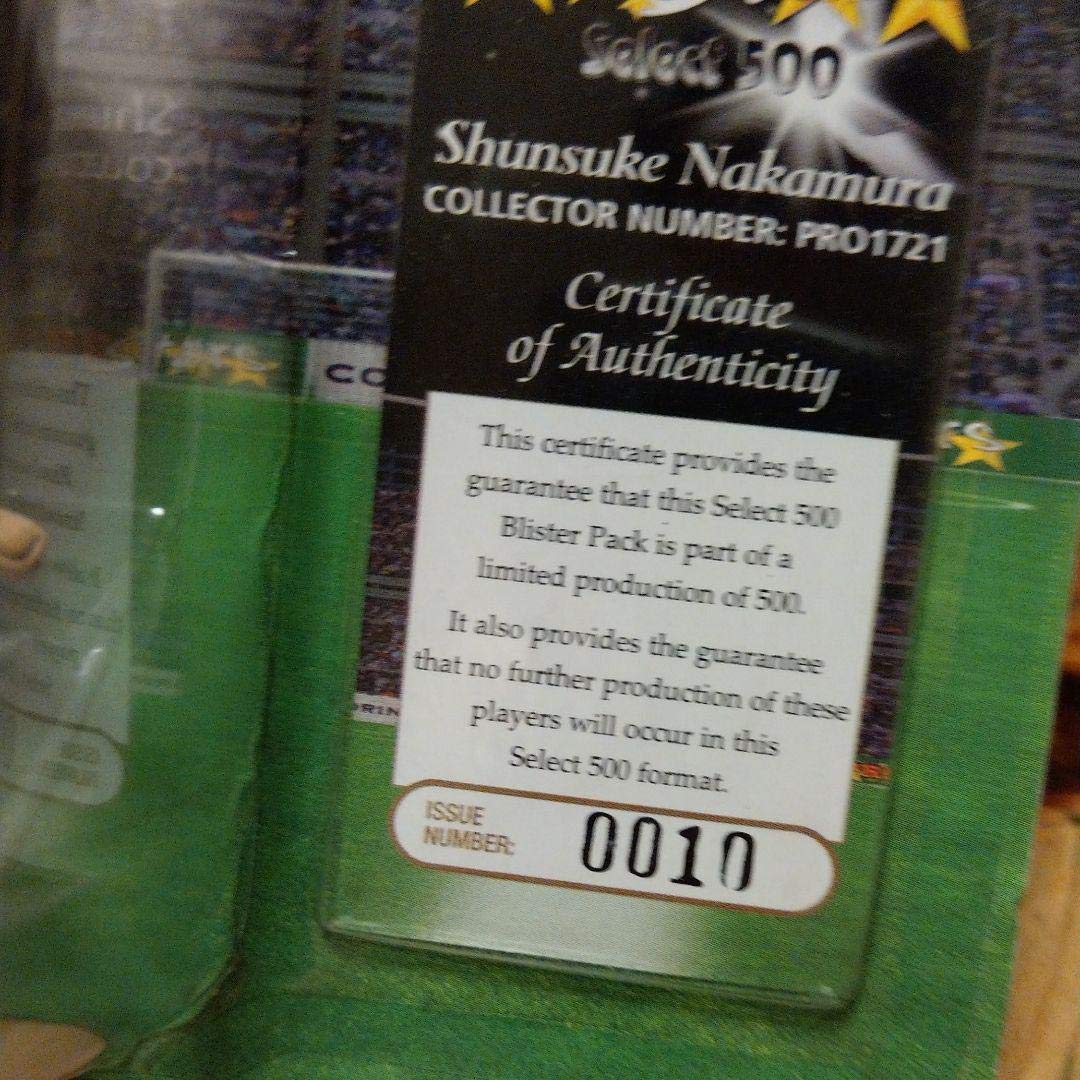 Select 500
Shunsuke Nakamura
COLLECTOR NUMBER: PRO1721
Certificate
of Authenticity
CO
This certificate provides the
guarantee that this Select 500
Blister Pack is part of a
limited production of 500.
It also provides the guarantee
that no further production of these
players will occur in this
Select 500 format.
ISSUE
NUMBER:
0010